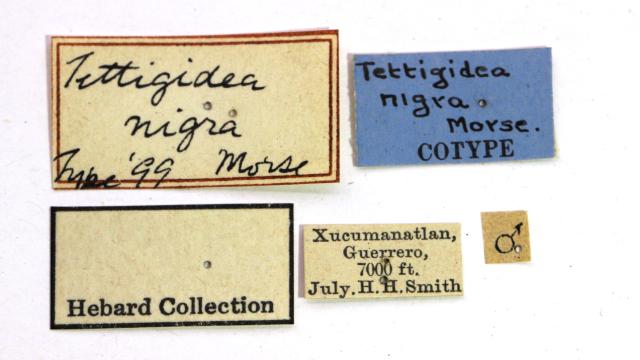 Tettigidea
nigra
Type '99 Morse
Tettigidea
nigra
Morse.
COTYPE
Hebard Collection
Xucumanatlan,
Guerrero,
7000 ft.
July. H. H. Smith
♂